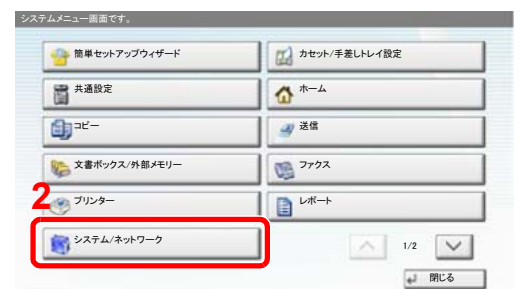 システムメニュー画面です。
簡単セットアップウィザード
カセット/手差しトレイ設定
共通設定
ホーム
コピー
送信
文書ボックス/外部メモリー
ファクス
2
プリンター
レポート
システム/ネットワーク
1/2
閉じる